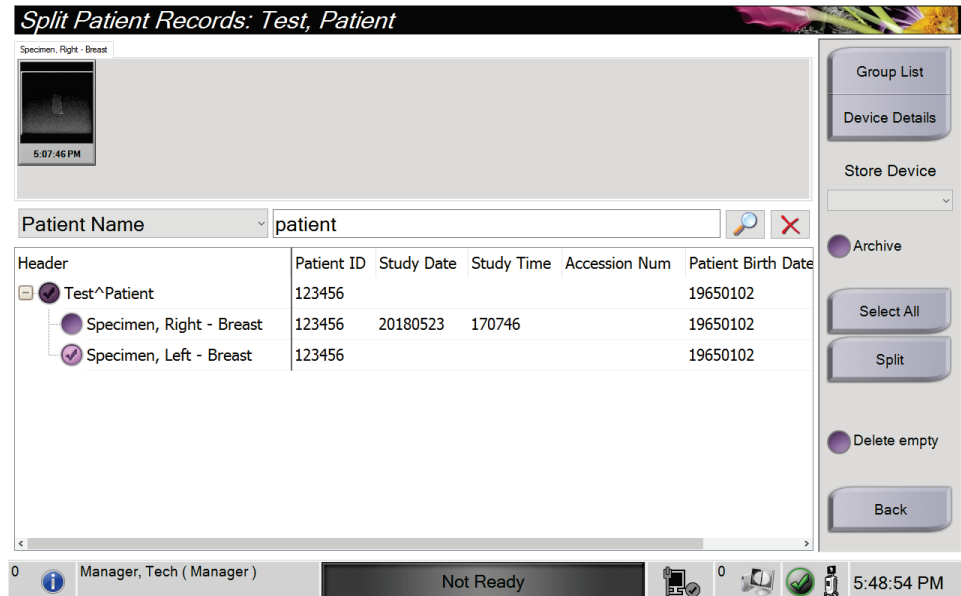 Split Patient Records: Test, Patient
Specimen, Right - Breast
5:07:46 PM
Group List
Device Details
Store Device
Archive
Patient Name patient
Header Patient ID Study Date Study Time Accession Num Patient Birth Date
Test^Patient 123456 19650102
Specimen, Right - Breast 123456 20180523 170746 19650102
Specimen, Left - Breast 123456 19650102
Select All
Split
Delete empty
Back
0 Manager, Tech ( Manager ) Not Ready 0 5:48:54 PM